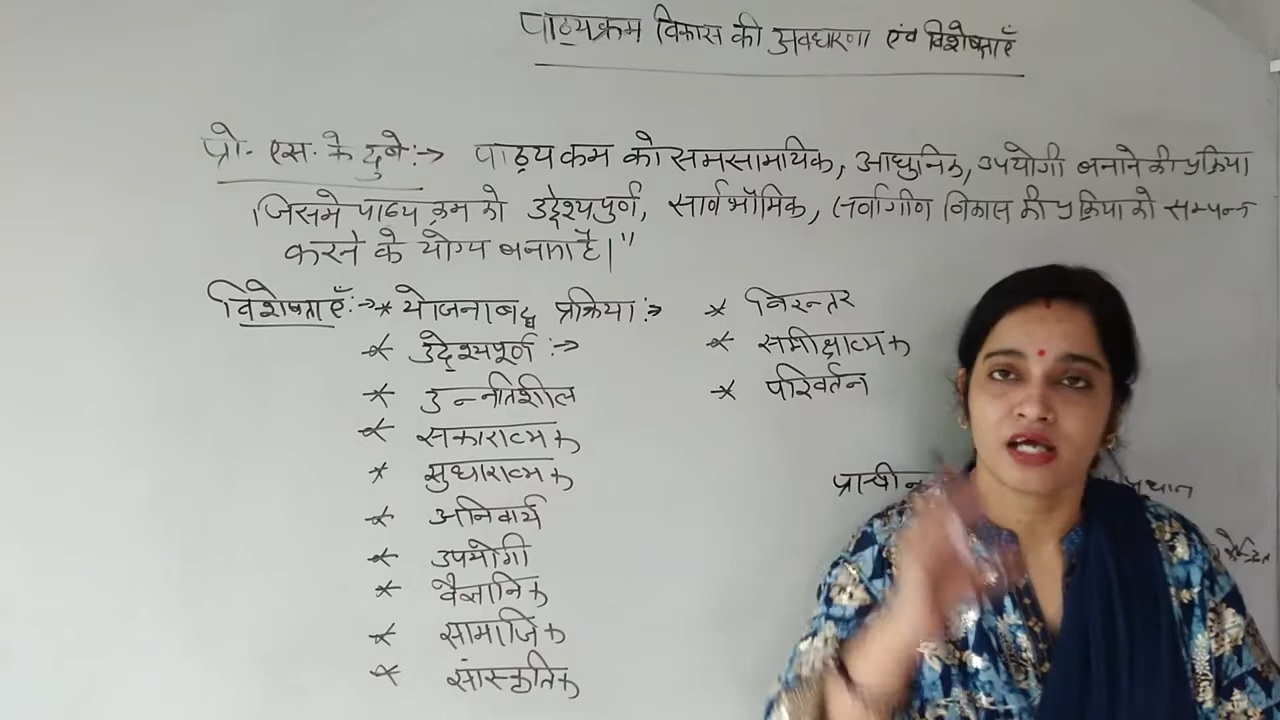 पाठ्यक्रम विकास की अवधारणा एवं विशेषताएँ
प्रो. एस. के दुबे :→ पाठ्यक्रम को समसामयिक, आधुनिक, उपयोगी बनाने की प्रक्रिया
जिसमे पाठ्यक्रम को उद्देश्यपुर्ण, सार्वभौमिक, सर्वागीण विकास की प्रक्रिया को सम्पन्न
करने के योग्य बनाता है।"
विशेषताएँ :→ * योजनाबद्ध प्रक्रिया :→ * निरन्तर
* उद्देश्यपूर्ण :→ * समीक्षात्मक
* उन्नतिशील * परिवर्तन
* सकारात्मक
* सुधारात्मक
प्राचीन
* अनिवार्य
* उपयोगी
* वैज्ञानिक
* सामाजिक
* सांस्कृतिक